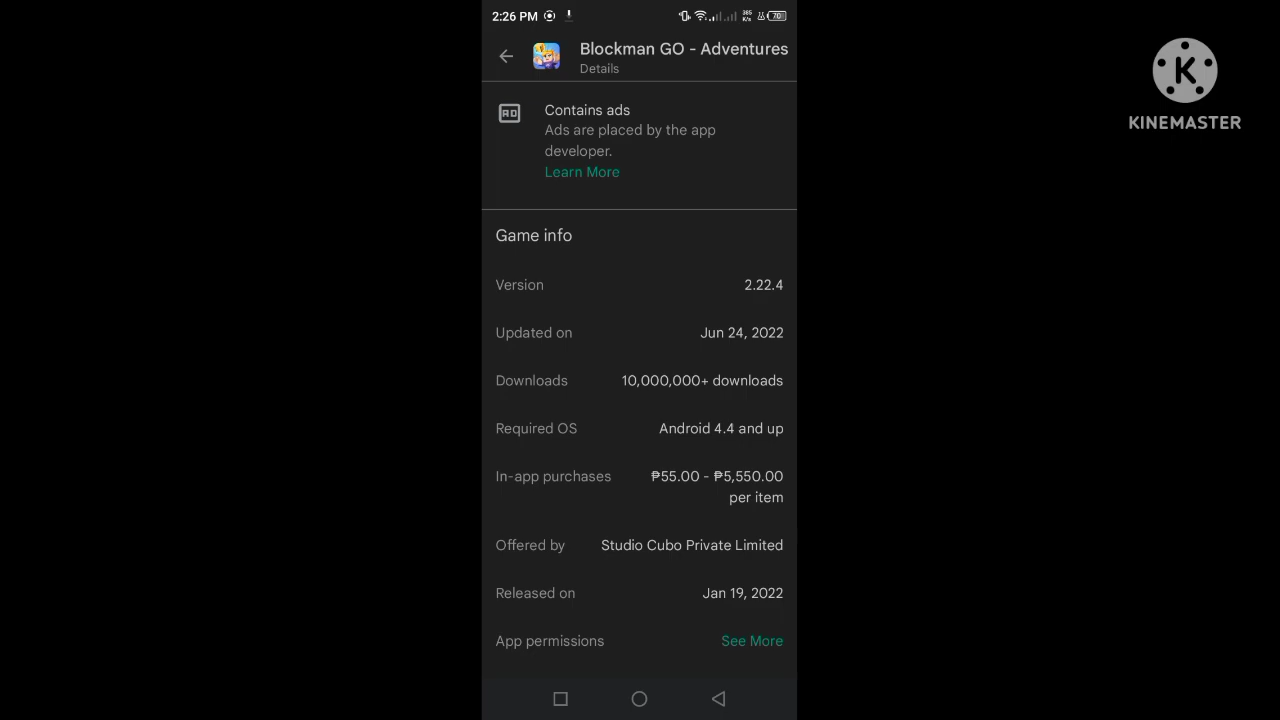 2:26 PM
385
K/s
70
Blockman GO - Adventures
Details
AD
Contains ads
Ads are placed by the app
developer.
Learn More
Game info
Version 2.22.4
Updated on Jun 24, 2022
Downloads 10,000,000+ downloads
Required OS Android 4.4 and up
In-app purchases ₱55.00 - ₱5,550.00
per item
Offered by Studio Cubo Private Limited
Released on Jan 19, 2022
App permissions See More
K
KINEMASTER